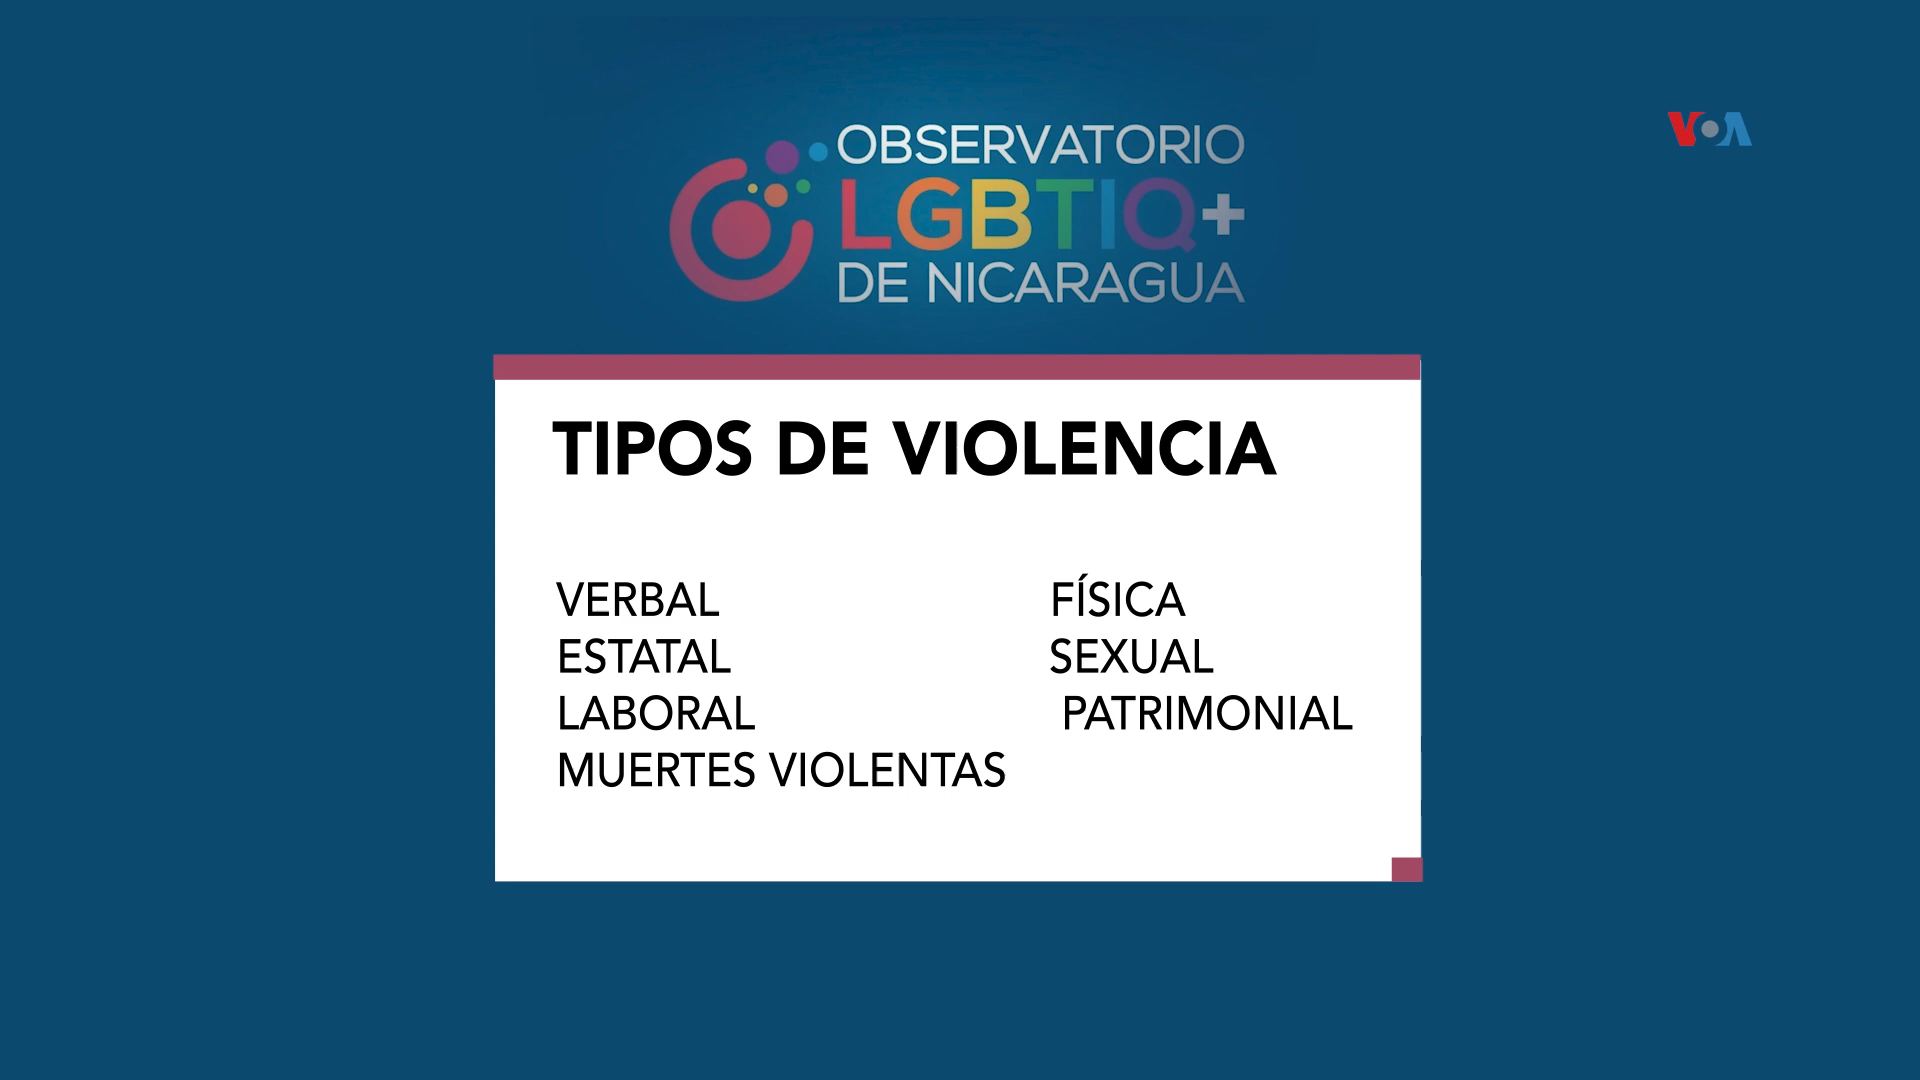 OBSERVATORIO
LGBTIQ+
DE NICARAGUA
VOA
TIPOS DE VIOLENCIA
VERBAL FÍSICA
ESTATAL SEXUAL
LABORAL PATRIMONIAL
MUERTES VIOLENTAS